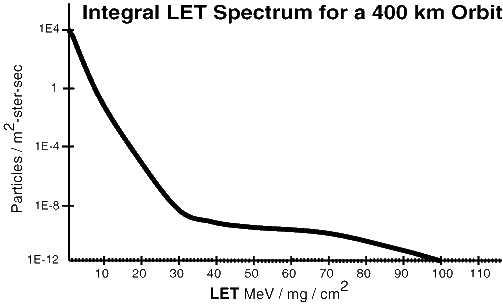 Integral LET Spectrum for a 400 km Orbit
Particles / m2-ster-sec
1E4
1
1E-4
1E-8
1E-12
10 20 30 40 50 60 70 80 90 100 110
LET MeV / mg / cm2